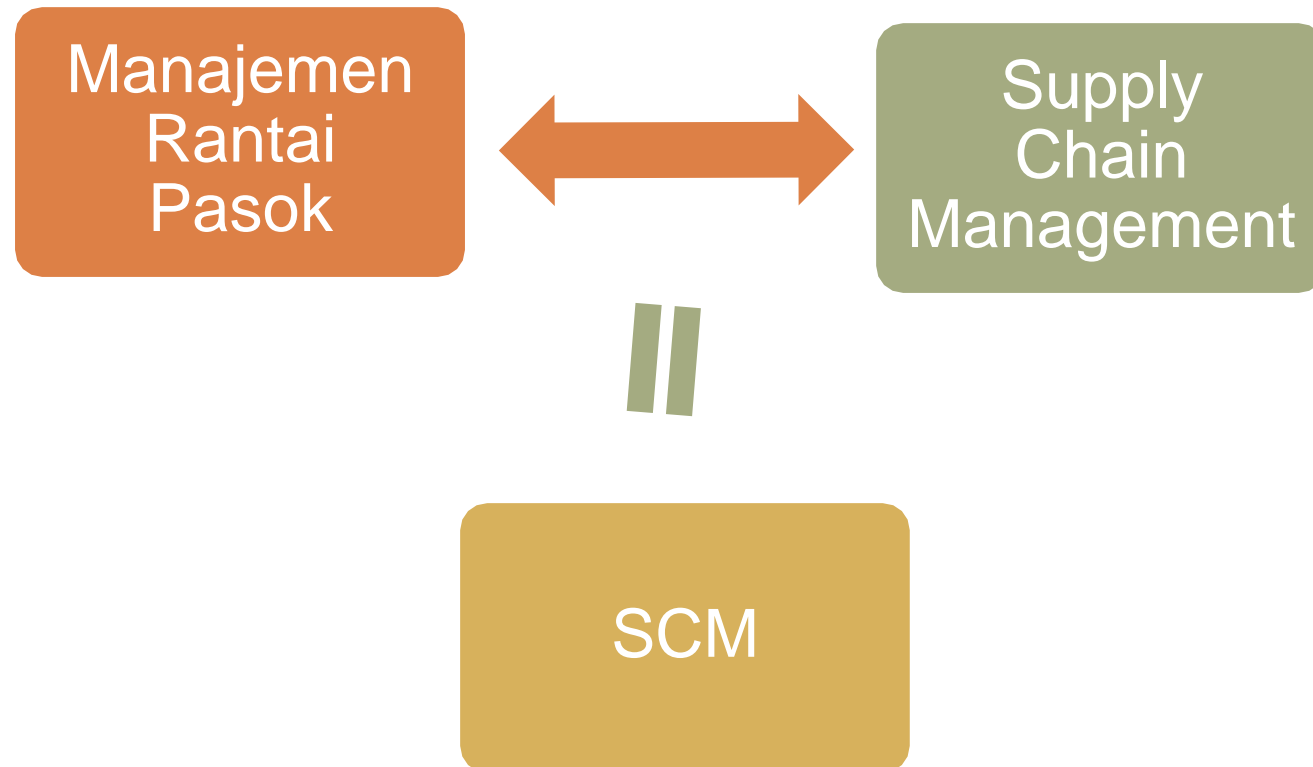 Manajemen
Rantai
Pasok
Supply
Chain
Management
SCM